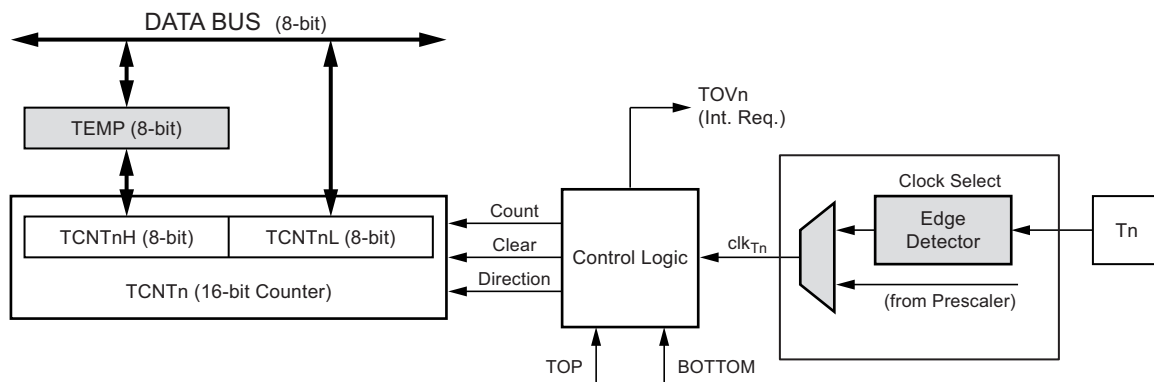 DATA BUS (8-bit)
TEMP (8-bit)
TCNTnH (8-bit)
TCNTnL (8-bit)
TCNTn (16-bit Counter)
Count
Clear
Direction
TOVn
(Int. Req.)
Control Logic
TOP
BOTTOM
clkTn
Clock Select
Edge
Detector
(from Prescaler)
Tn